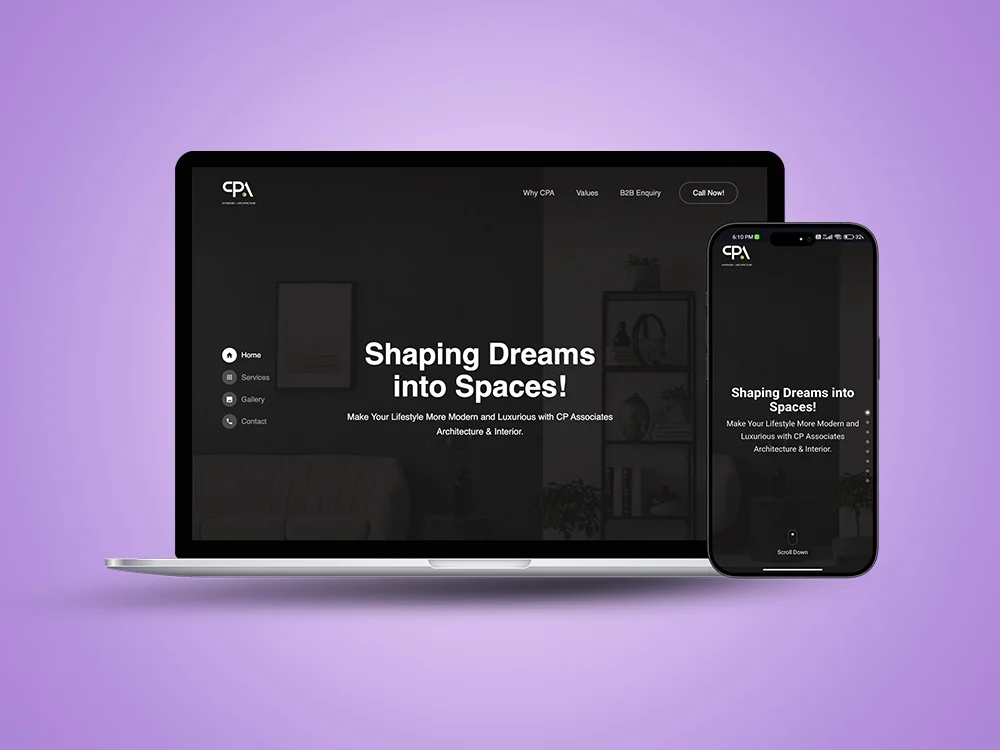 CPA
INTERIORS • ARCHITECTURE
Why CPA
Values
B2B Enquiry
Call Now!
Home
Services
Gallery
Contact
Shaping Dreams
into Spaces!
Make Your Lifestyle More Modern and Luxurious with CP Associates
Architecture & Interior.
6:10 PM
32%
CPA
Shaping Dreams into
Spaces!
Make Your Lifestyle More Modern and
Luxurious with CP Associates
Architecture & Interior.
Scroll Down